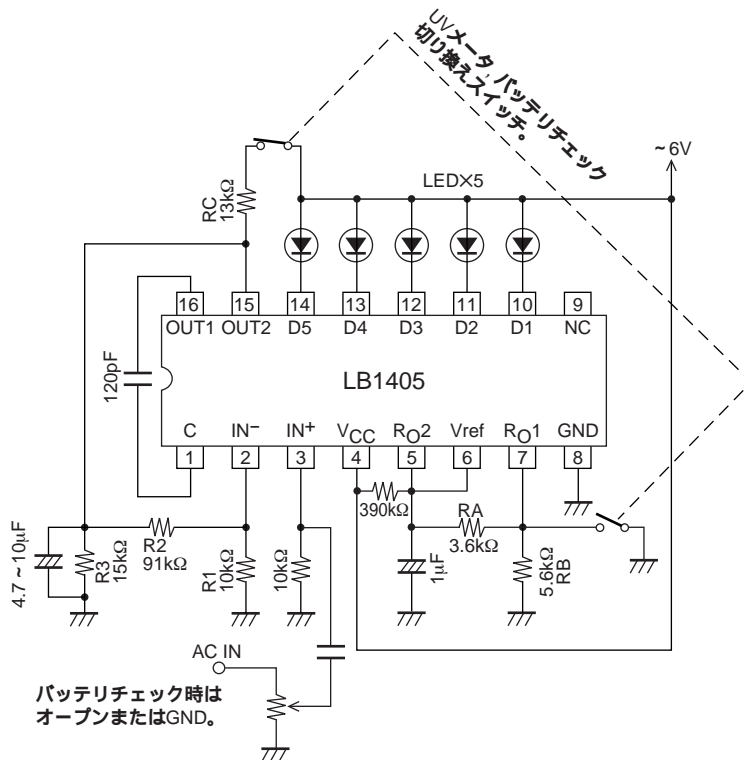 UVメータ, バッテリチェック
切り換えスイッチ。
~6V
LED×5
RC
13kΩ
16 15 14 13 12 11 10 9
OUT1 OUT2 D5 D4 D3 D2 D1 NC
120pF
LB1405
C IN− IN+ VCC RO2 Vref RO1 GND
1 2 3 4 5 6 7 8
390kΩ
RA
3.6kΩ
4.7~10μF
R3
15kΩ
R2
91kΩ
R1
10kΩ
10kΩ
1μF
5.6kΩ
RB
AC IN
バッテリチェック時は
オープンまたはGND。